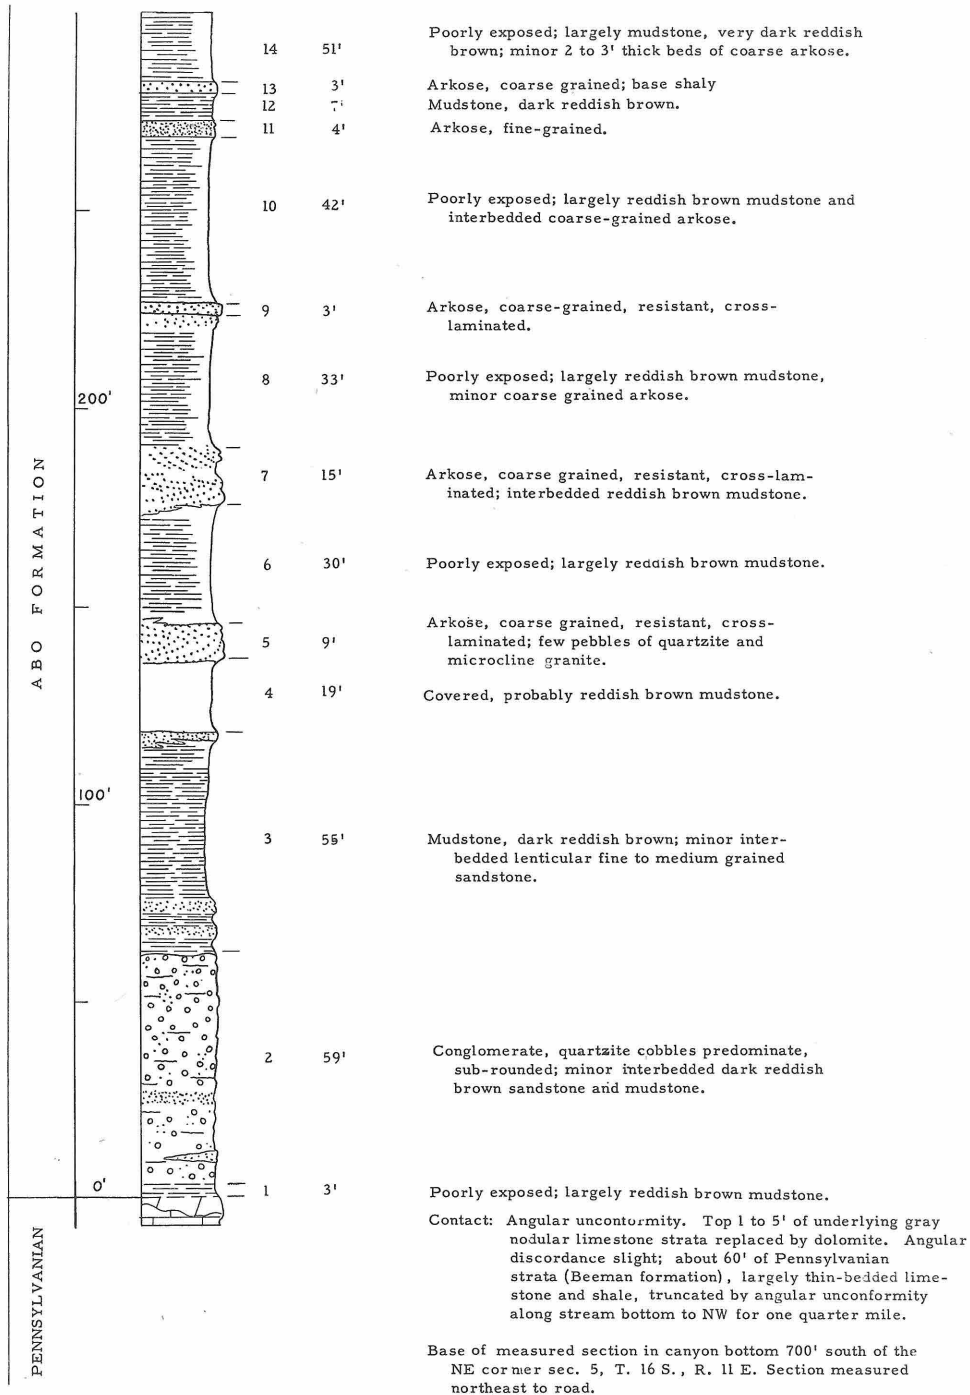 14 51' Poorly exposed; largely mudstone, very dark reddish
brown; minor 2 to 3' thick beds of coarse arkose.
13 3' Arkose, coarse grained; base shaly
12 7' Mudstone, dark reddish brown.
11 4' Arkose, fine-grained.
10 42' Poorly exposed; largely reddish brown mudstone and
interbedded coarse-grained arkose.
9 3' Arkose, coarse-grained, resistant, cross-
laminated.
8 33' Poorly exposed; largely reddish brown mudstone,
minor coarse grained arkose.
200'
7 15' Arkose, coarse grained, resistant, cross-lam-
inated; interbedded reddish brown mudstone.
ABO FORMATION
6 30' Poorly exposed; largely reddish brown mudstone.
5 9' Arkose, coarse grained, resistant, cross-
laminated; few pebbles of quartzite and
microcline granite.
4 19' Covered, probably reddish brown mudstone.
100'
3 55' Mudstone, dark reddish brown; minor inter-
bedded lenticular fine to medium grained
sandstone.
2 59' Conglomerate, quartzite cobbles predominate,
sub-rounded; minor interbedded dark reddish
brown sandstone and mudstone.
0'
1 3' Poorly exposed; largely reddish brown mudstone.
PENNSYLVANIAN
Contact: Angular unconformity. Top 1 to 5' of underlying gray
nodular limestone strata replaced by dolomite. Angular
discordance slight; about 60' of Pennsylvanian
strata (Beeman formation), largely thin-bedded lime-
stone and shale, truncated by angular unconformity
along stream bottom to NW for one quarter mile.
Base of measured section in canyon bottom 700' south of the
NE corner sec. 5, T. 16 S., R. 11 E. Section measured
northeast to road.